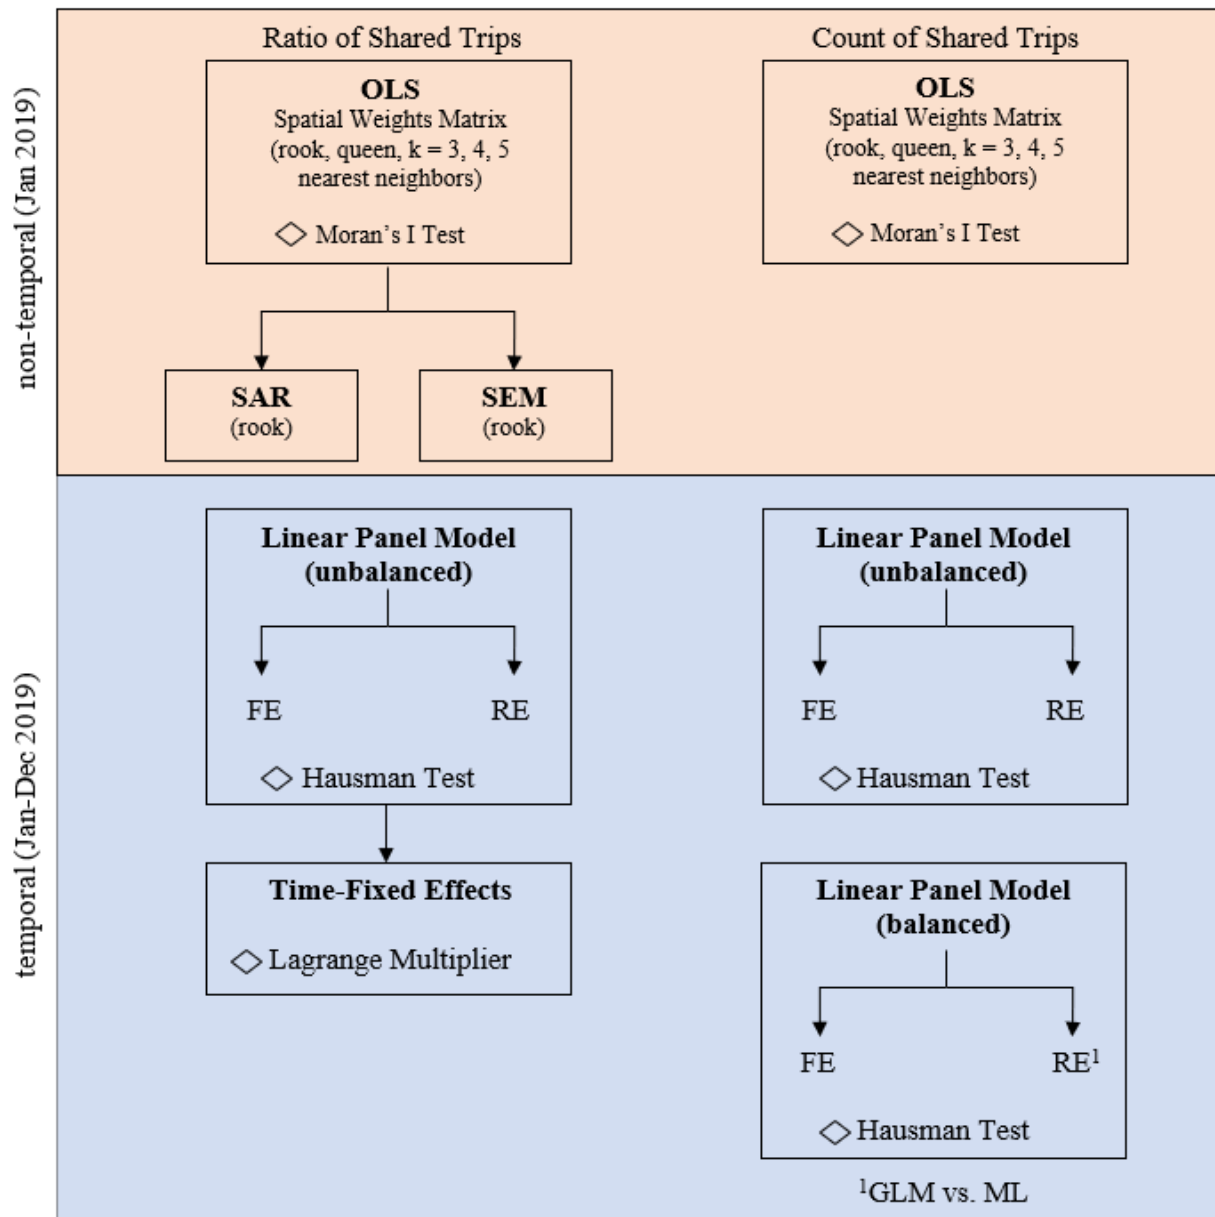 non-temporal (Jan 2019)
Ratio of Shared Trips
OLS
Spatial Weights Matrix
(rook, queen, k = 3, 4, 5
nearest neighbors)
Moran's I Test
SAR
(rook)
SEM
(rook)
Count of Shared Trips
OLS
Spatial Weights Matrix
(rook, queen, k = 3, 4, 5
nearest neighbors)
Moran's I Test
temporal (Jan-Dec 2019)
Linear Panel Model
(unbalanced)
FE
RE
Hausman Test
Time-Fixed Effects
Lagrange Multiplier
Linear Panel Model
(unbalanced)
FE
RE
Hausman Test
Linear Panel Model
(balanced)
FE
RE¹
Hausman Test
¹GLM vs. ML